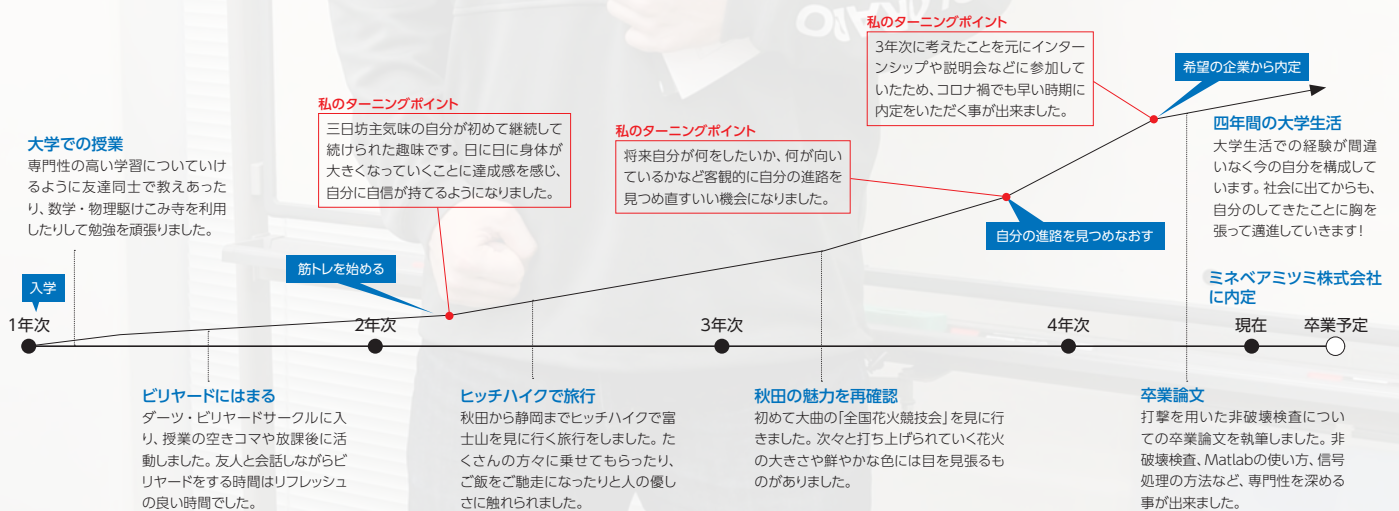 私のターニングポイント
3年次に考えたことを元にインター
ンシップや説明会などに参加して
いたため、コロナ禍でも早い時期に
内定をいただく事が出来ました。
希望の企業から内定
私のターニングポイント
三日坊主気味の自分が初めて継続して
続けられた趣味です。日に日に身体が
大きくなっていくことに達成感を感じ、
自分に自信が持てるようになりました。
私のターニングポイント
将来自分が何をしたいか、何が向い
ているかなど客観的に自分の進路を
見つめ直すいい機会になりました。
大学での授業
専門性の高い学習についていけ
るように友達同士で教えあった
り、数学・物理駆けこみ寺を利用
したりして勉強を頑張りました。
四年間の大学生活
大学生活での経験が間違
いなく今の自分を構成して
います。社会に出てからも、
自分のしてきたことに胸を
張って邁進していきます!
自分の進路を見つめなおす
筋トレを始める
入学
ミネベアミツミ株式会社
に内定
1年次
2年次
3年次
4年次
現在
卒業予定
ビリヤードにはまる
ダーツ・ビリヤードサークルに入
り、授業の空きコマや放課後に活
動しました。友人と会話しながらビ
リヤードをする時間はリフレッシュ
の良い時間でした。
ヒッチハイクで旅行
秋田から静岡までヒッチハイクで富
士山を見に行く旅行をしました。た
くさんの方々に乗せてもらったり、
ご飯をご馳走になったりと人の優し
さに触れられました。
秋田の魅力を再確認
初めて大曲の「全国花火競技会」を見に行
きました。次々と打ち上げられていく花火
の大きさや鮮やかな色には目を見張るも
のがありました。
卒業論文
打撃を用いた非破壊検査につい
ての卒業論文を執筆しました。非
破壊検査、Matlabの使い方、信号
処理の方法など、専門性を深める
事が出来ました。